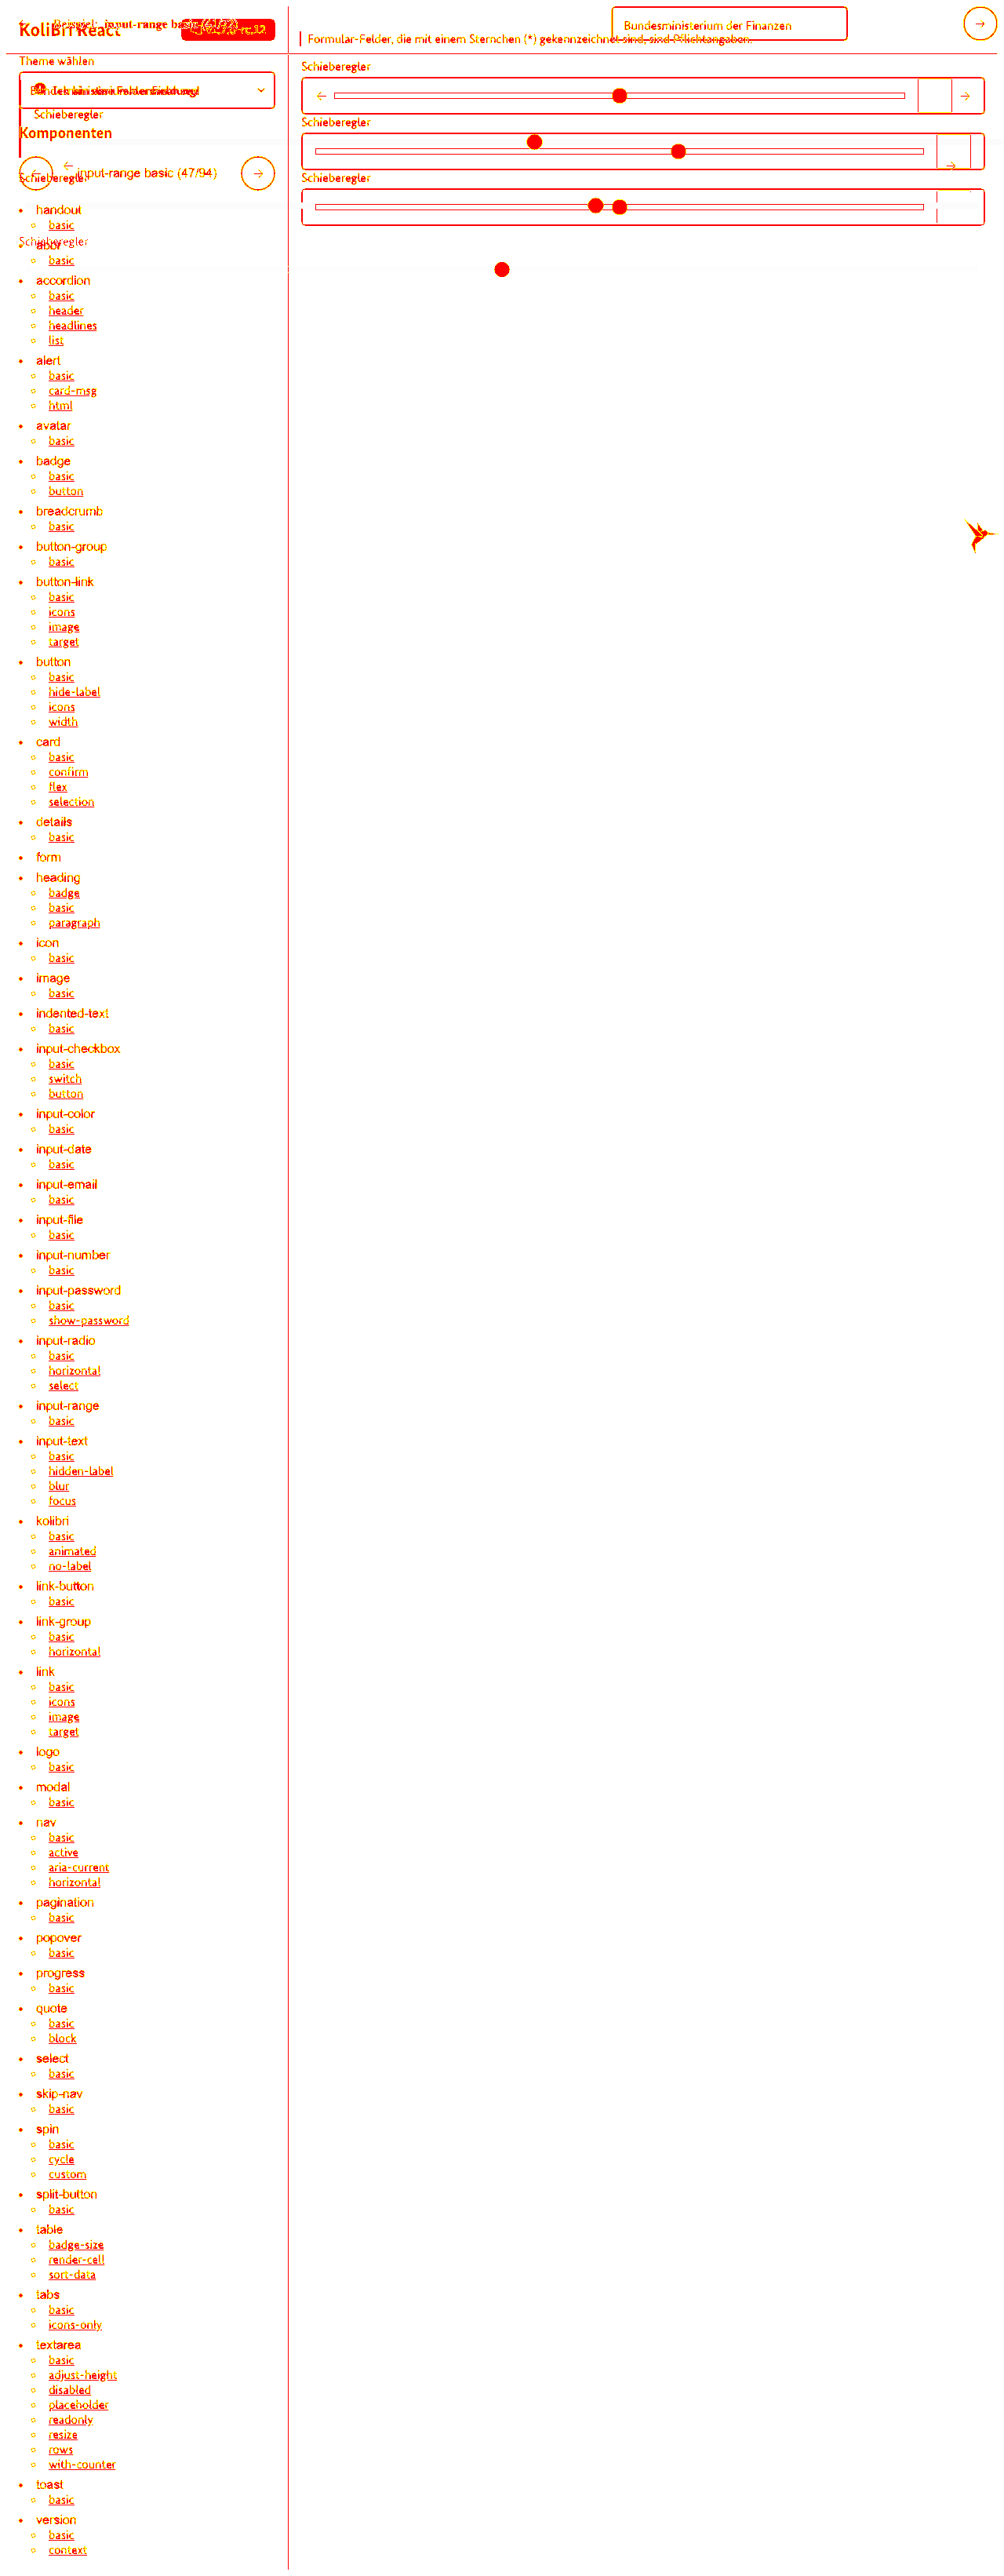 KoliBri React
Beispiel: input-range basic
Bundesministerium der Finanzen
Formular-Felder, die mit einem Sternchen (*) gekennzeichnet sind, sind Pflichtangaben.
Theme wählen
Schieberegler
Schieberegler
Komponenten
Schieberegler
input-range basic (47/94)
Schieberegler
Schieberegler
Schieberegler
handout
basic
abbr
basic
accordion
basic
header
headlines
list
alert
basic
card-msg
html
avatar
basic
badge
basic
button
breadcrumb
basic
button-group
basic
button-link
basic
icons
image
target
button
basic
hide-label
icons
width
card
basic
confirm
flex
selection
details
basic
form
heading
badge
basic
paragraph
icon
basic
image
basic
indented-text
basic
input-checkbox
basic
switch
button
input-color
basic
input-date
basic
input-email
basic
input-file
basic
input-number
basic
input-password
basic
show-password
input-radio
basic
horizontal
select
input-range
basic
input-text
basic
hidden-label
blur
focus
kolibri
basic
animated
no-label
link-button
basic
link-group
basic
horizontal
link
basic
icons
image
target
logo
basic
modal
basic
nav
basic
active
aria-current
horizontal
pagination
basic
popover
basic
progress
basic
quote
basic
block
select
basic
skip-nav
basic
spin
basic
cycle
custom
split-button
basic
table
badge-size
render-cell
sort-data
tabs
basic
icons-only
textarea
basic
adjust-height
disabled
placeholder
readonly
resize
rows
with-counter
toast
basic
version
basic
context